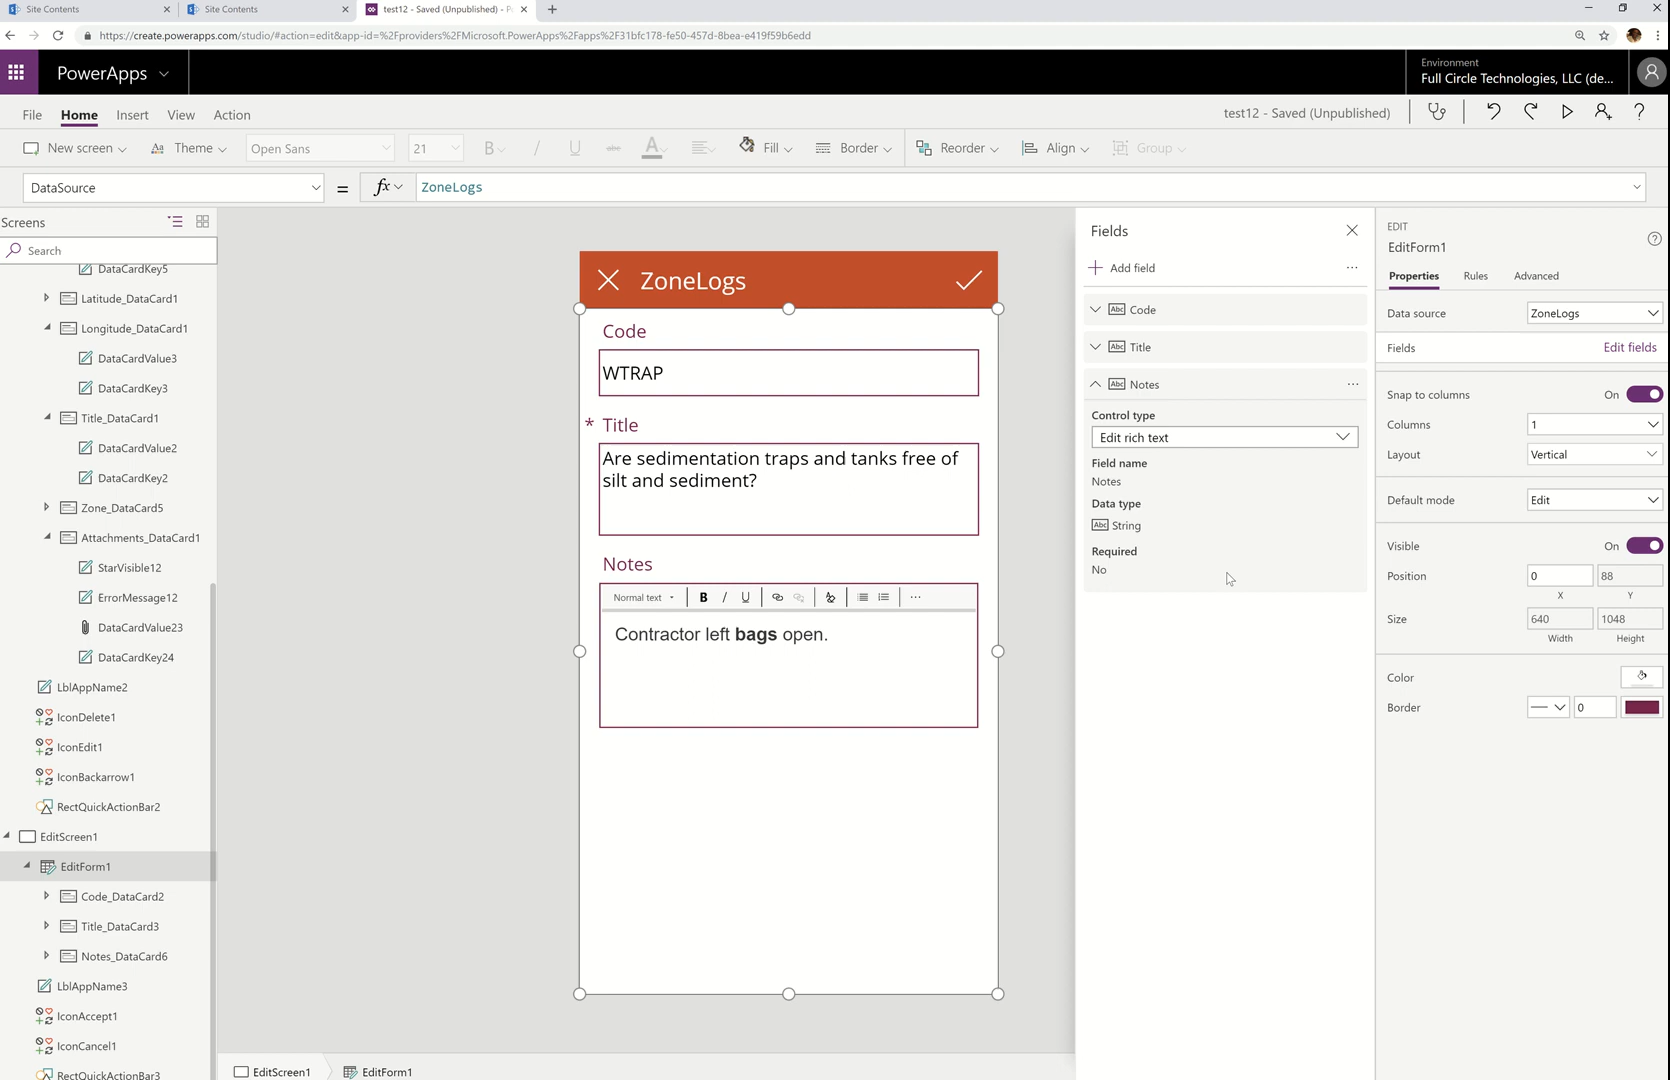 Site Contents
Site Contents
test12 - Saved (Unpublished) - P
https://create.powerapps.com/studio/#action=edit&app-id=%2Fproviders%2FMicrosoft.PowerApps%2Fapps%2F31bfc178-fe50-457d-8bea-e419f59b6edd
PowerApps
Environment
Full Circle Technologies, LLC (de...
File Home Insert View Action
test12 - Saved (Unpublished)
New screen
Theme
Open Sans
21
B / U abc A
Fill
Border
Reorder
Align
Group
DataSource
=
fx
ZoneLogs
Screens
Search
DataCardKey5
Latitude_DataCard1
Longitude_DataCard1
DataCardValue3
DataCardKey3
Title_DataCard1
DataCardValue2
DataCardKey2
Zone_DataCard5
Attachments_DataCard1
StarVisible12
ErrorMessage12
DataCardValue23
DataCardKey24
LblAppName2
IconDelete1
IconEdit1
IconBackarrow1
RectQuickActionBar2
EditScreen1
EditForm1
Code_DataCard2
Title_DataCard3
Notes_DataCard6
LblAppName3
IconAccept1
IconCancel1
RectQuickActionBar3
ZoneLogs
Code
WTRAP
* Title
Are sedimentation traps and tanks free of
silt and sediment?
Notes
Normal text B I U ...
Contractor left bags open.
EditScreen1
EditForm1
Fields
Add field
...
Abc Code
Abc Title
Abc Notes
...
Control type
Edit rich text
Field name
Notes
Data type
Abc String
Required
No
EDIT
EditForm1
?
Properties Rules Advanced
Data source
ZoneLogs
Fields
Edit fields
Snap to columns
On
Columns
1
Layout
Vertical
Default mode
Edit
Visible
On
Position
0
88
X
Y
Size
640
1048
Width
Height
Color
Border
0